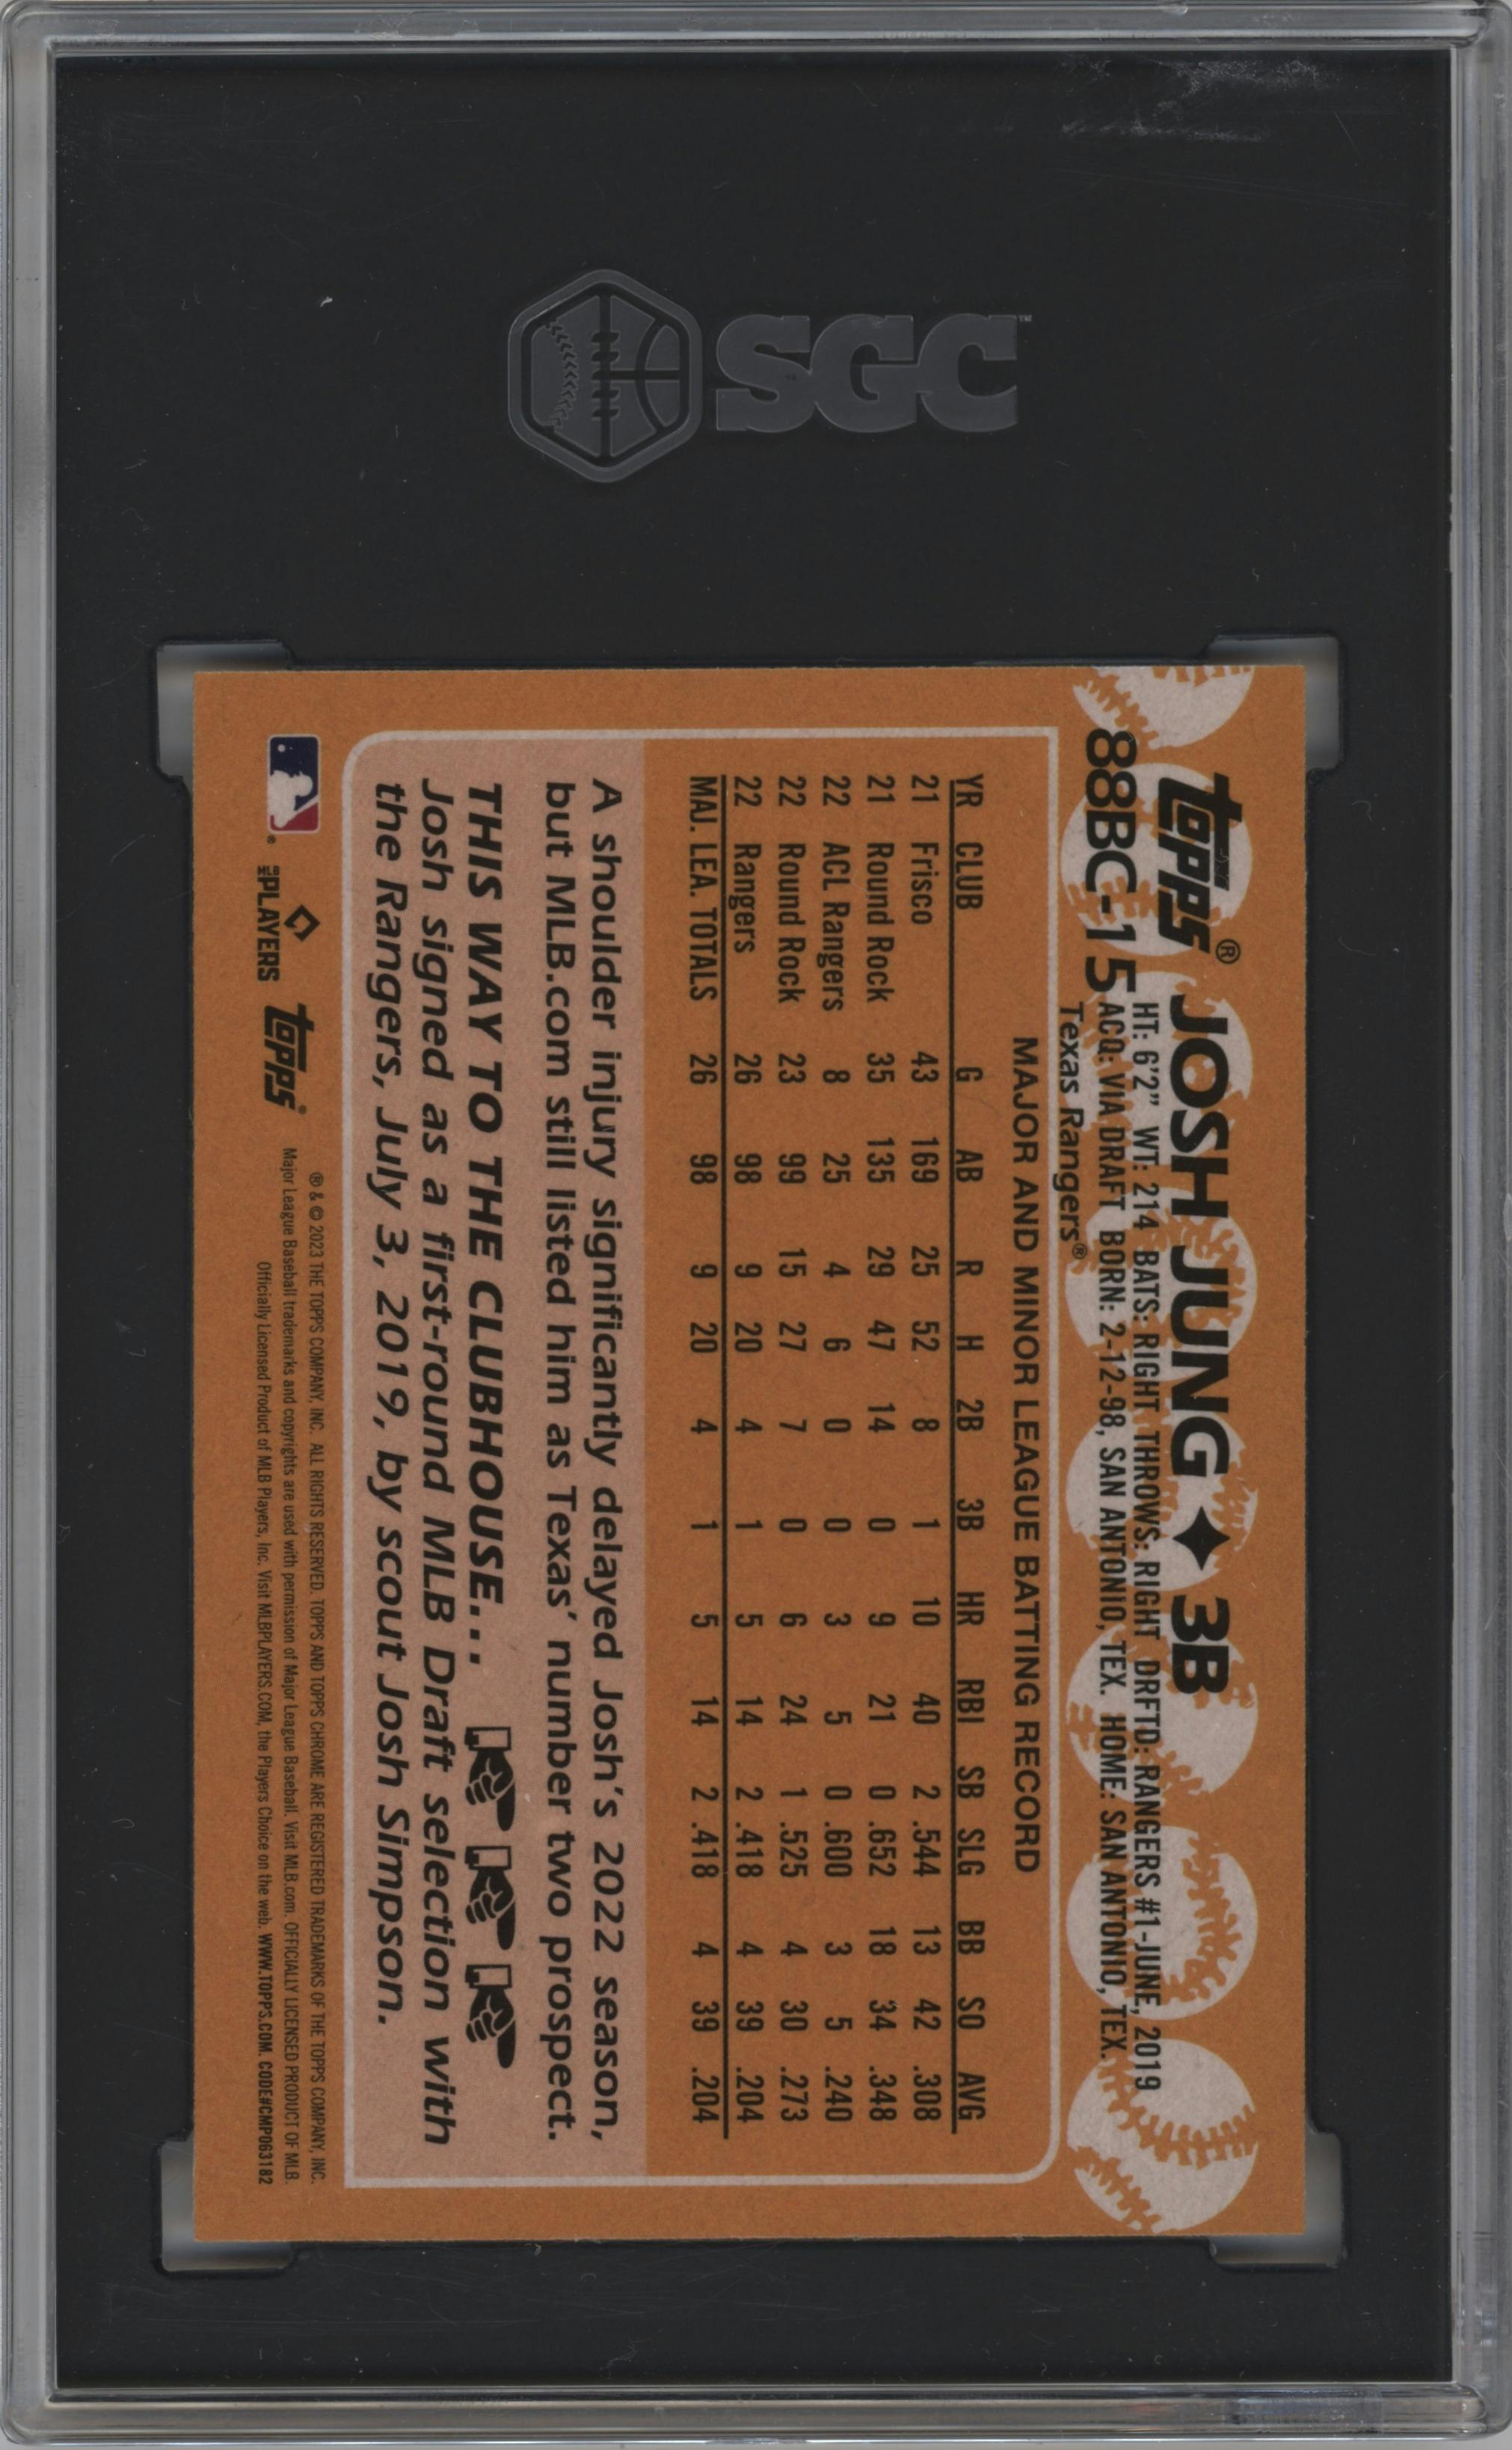 SGC™
topps® JOSH JUNG ✦ 3B
88BC-15
HT: 6'2" WT: 214 BATS: RIGHT THROWS: RIGHT DRFTD: RANGERS #1-JUNE, 2019
ACQ: VIA DRAFT BORN: 2-12-98, SAN ANTONIO, TEX. HOME: SAN ANTONIO, TEX.
Texas Rangers®
MAJOR AND MINOR LEAGUE BATTING RECORD
YR CLUB G AB R H 2B 3B HR RBI SB SLG BB SO AVG
21 Frisco 43 169 25 52 8 1 10 40 2 .544 13 42 .308
21 Round Rock 35 135 29 47 14 0 9 21 0 .652 18 34 .348
22 ACL Rangers 8 25 4 6 0 0 3 5 0 .600 3 5 .240
22 Round Rock 23 99 15 27 7 0 6 24 1 .525 4 30 .273
22 Rangers 26 98 9 20 4 1 5 14 2 .418 4 39 .204
MAJ. LEA. TOTALS 26 98 9 20 4 1 5 14 2 .418 4 39 .204
A shoulder injury significantly delayed Josh's 2022 season,
but MLB.com still listed him as Texas' number two prospect.
THIS WAY TO THE CLUBHOUSE...
Josh signed as a first-round MLB Draft selection with
the Rangers, July 3, 2019, by scout Josh Simpson.
MLB PLAYERS topps®
® & © 2023 THE TOPPS COMPANY, INC. ALL RIGHTS RESERVED. TOPPS AND TOPPS CHROME ARE REGISTERED TRADEMARKS OF THE TOPPS COMPANY, INC.
Major League Baseball trademarks and copyrights are used with permission of Major League Baseball. Visit MLB.com. OFFICIALLY LICENSED PRODUCT OF MLB
Officially Licensed Product of MLB Players, Inc. Visit MLBPLAYERS.COM, the Players Choice on the web. WWW.TOPPS.COM. CODE#CMP063182